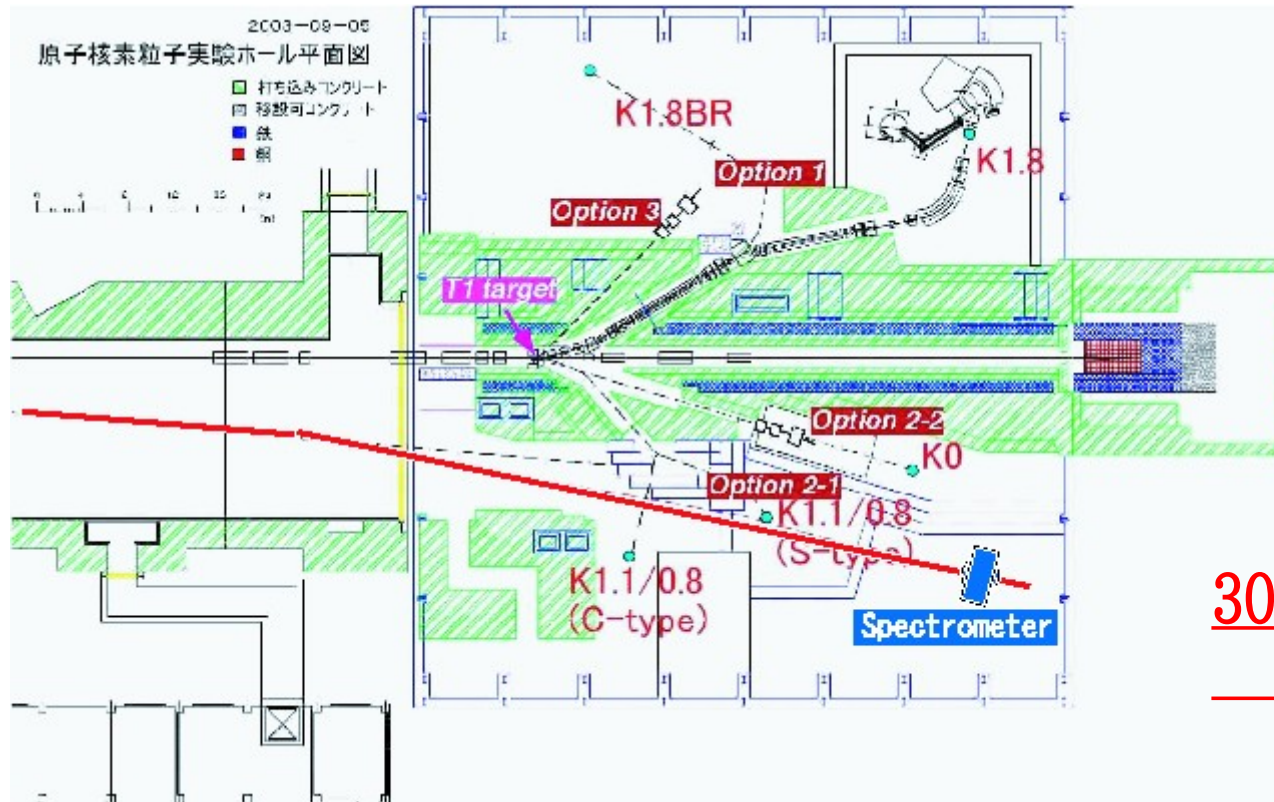 2003-09-05
原子核素粒子実験ホール平面図
打ち込みコンクリート
移設可コンクリート
鉄
銅
K1.8BR
Option 1
K1.8
Option 3
T1 target
Option 2-2
K0
Option 2-1
K1.1/0.8
(S-type)
K1.1/0.8
(C-type)
Spectrometer
30